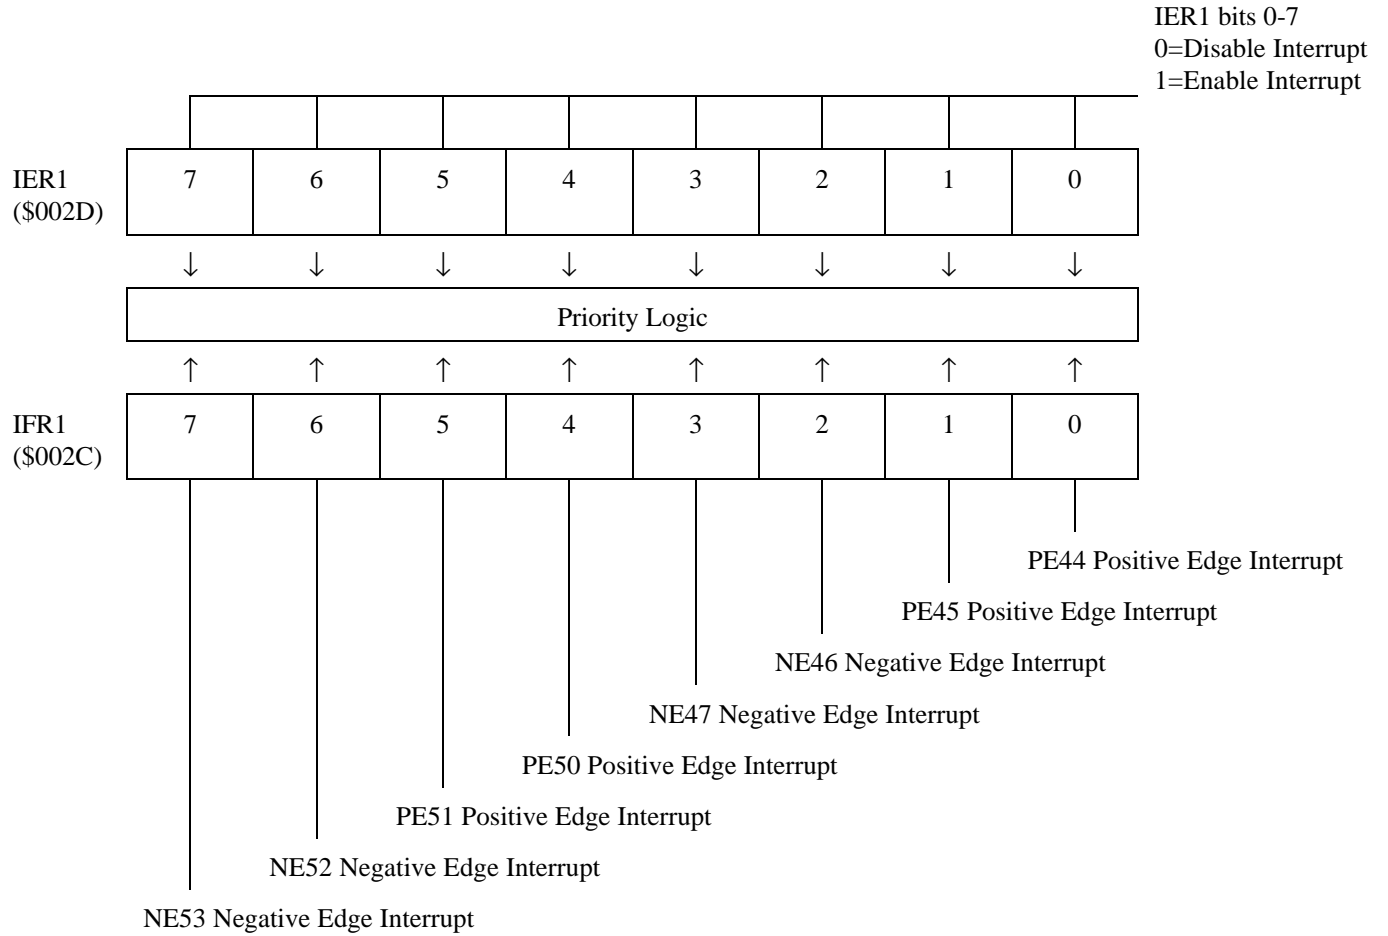 IER1 bits 0-7
0=Disable Interrupt
1=Enable Interrupt
IER1
($002D)
7 6 5 4 3 2 1 0
↓ ↓ ↓ ↓ ↓ ↓ ↓ ↓
Priority Logic
↑ ↑ ↑ ↑ ↑ ↑ ↑ ↑
IFR1
($002C)
7 6 5 4 3 2 1 0
PE44 Positive Edge Interrupt
PE45 Positive Edge Interrupt
NE46 Negative Edge Interrupt
NE47 Negative Edge Interrupt
PE50 Positive Edge Interrupt
PE51 Positive Edge Interrupt
NE52 Negative Edge Interrupt
NE53 Negative Edge Interrupt